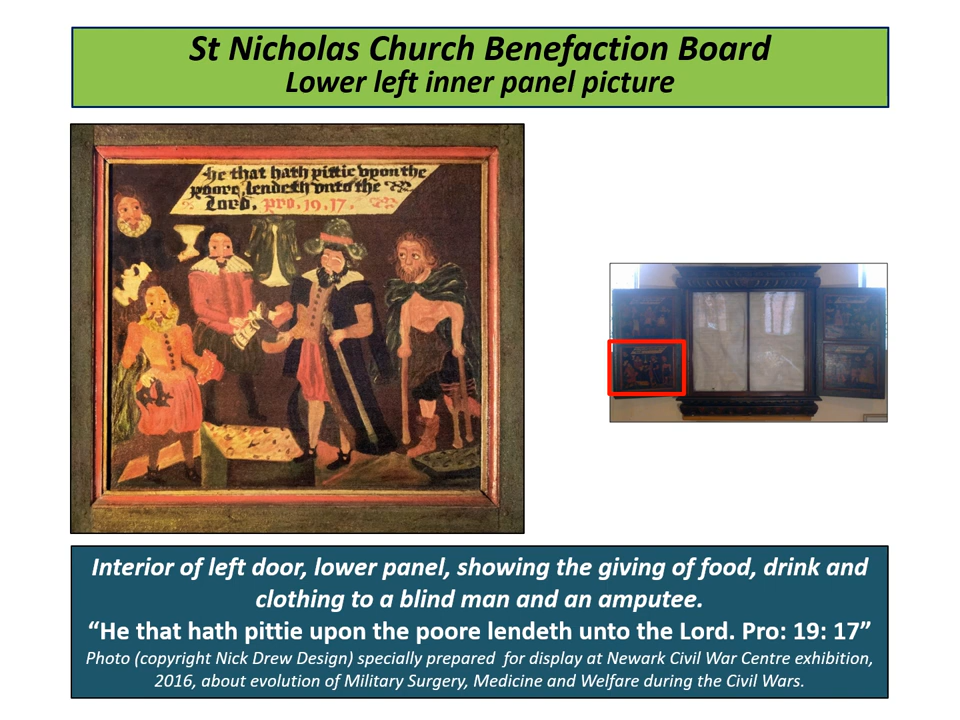 St Nicholas Church Benefaction Board
Lower left inner panel picture
he that hath pittie vpon the
poore, lendeth vnto the
Lord. pro. 19. 17.
Interior of left door, lower panel, showing the giving of food, drink and
clothing to a blind man and an amputee.
“He that hath pittie upon the poore lendeth unto the Lord. Pro: 19: 17”
Photo (copyright Nick Drew Design) specially prepared for display at Newark Civil War Centre exhibition,
2016, about evolution of Military Surgery, Medicine and Welfare during the Civil Wars.